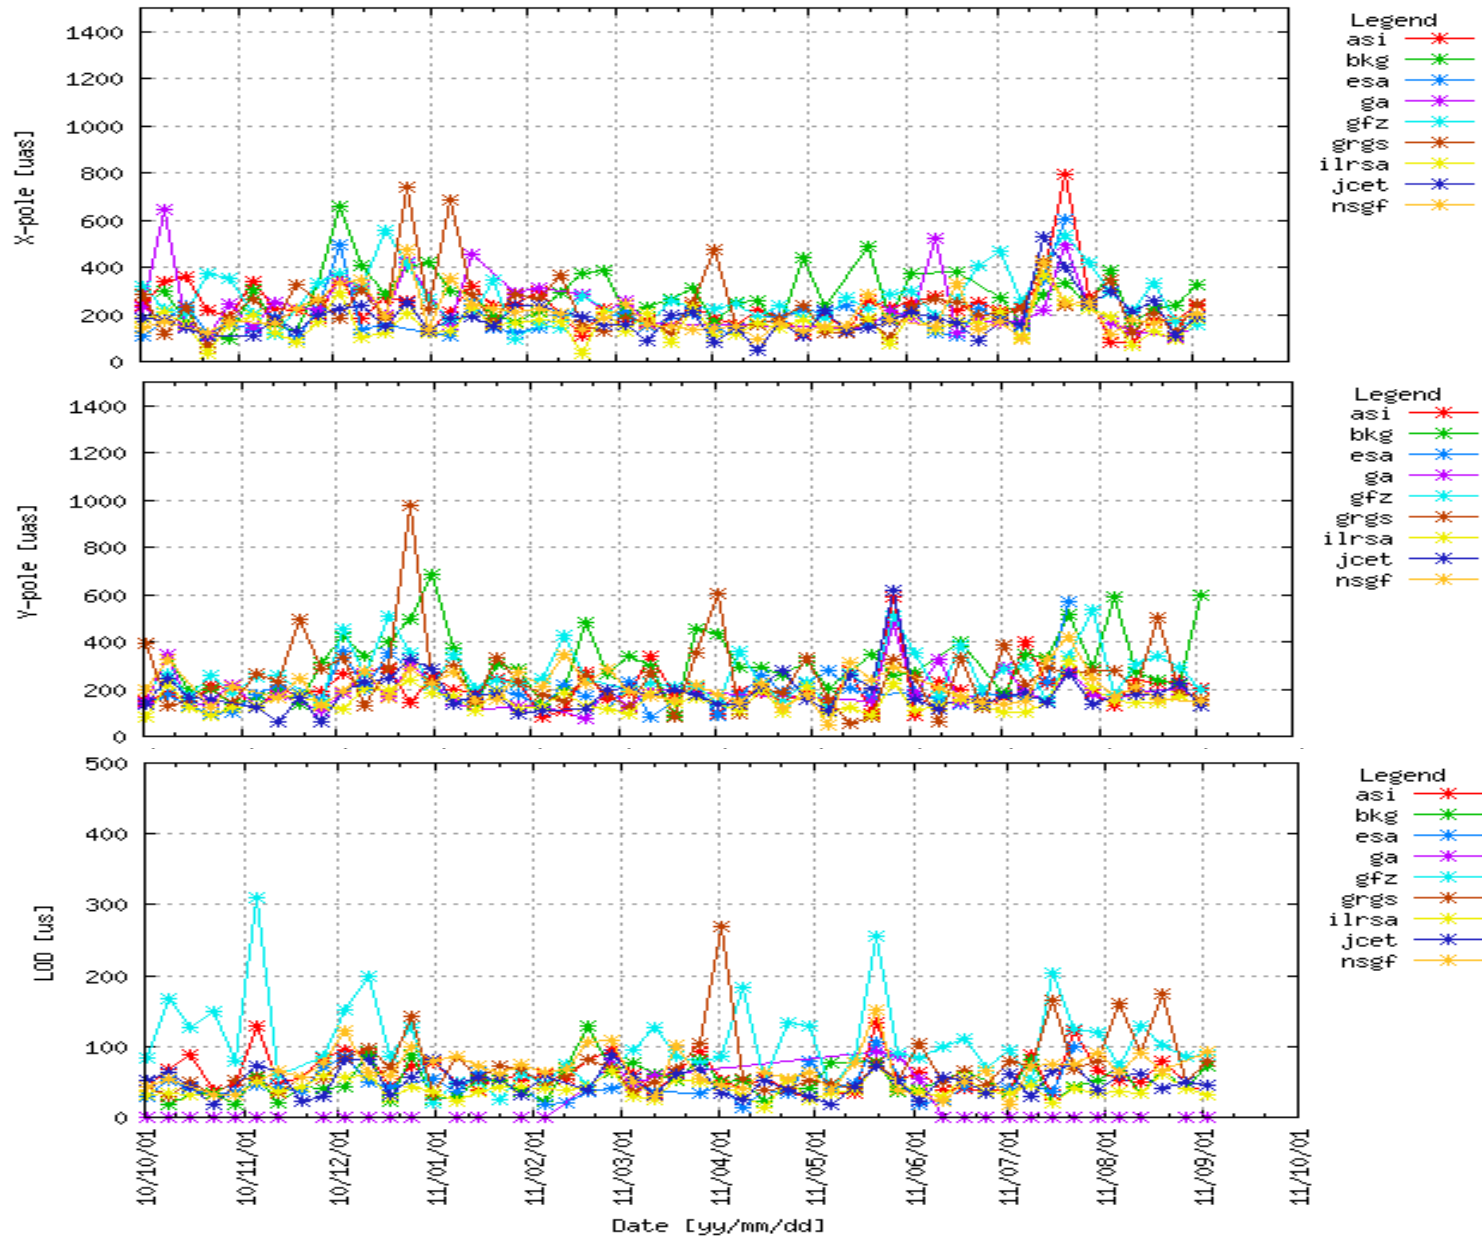 X-pole [uas]
1400
1200
1000
800
600
400
200
0
Legend
asi
bkg
esa
ga
gfz
grgs
ilrsa
jcet
nsgf
Y-pole [uas]
1400
1200
1000
800
600
400
200
0
Legend
asi
bkg
esa
ga
gfz
grgs
ilrsa
jcet
nsgf
LOD [us]
500
400
300
200
100
0
Legend
asi
bkg
esa
ga
gfz
grgs
ilrsa
jcet
nsgf
10/10/01
10/11/01
10/12/01
11/01/01
11/02/01
11/03/01
11/04/01
11/05/01
11/06/01
11/07/01
11/08/01
11/09/01
11/10/01
Date [yy/mm/dd]